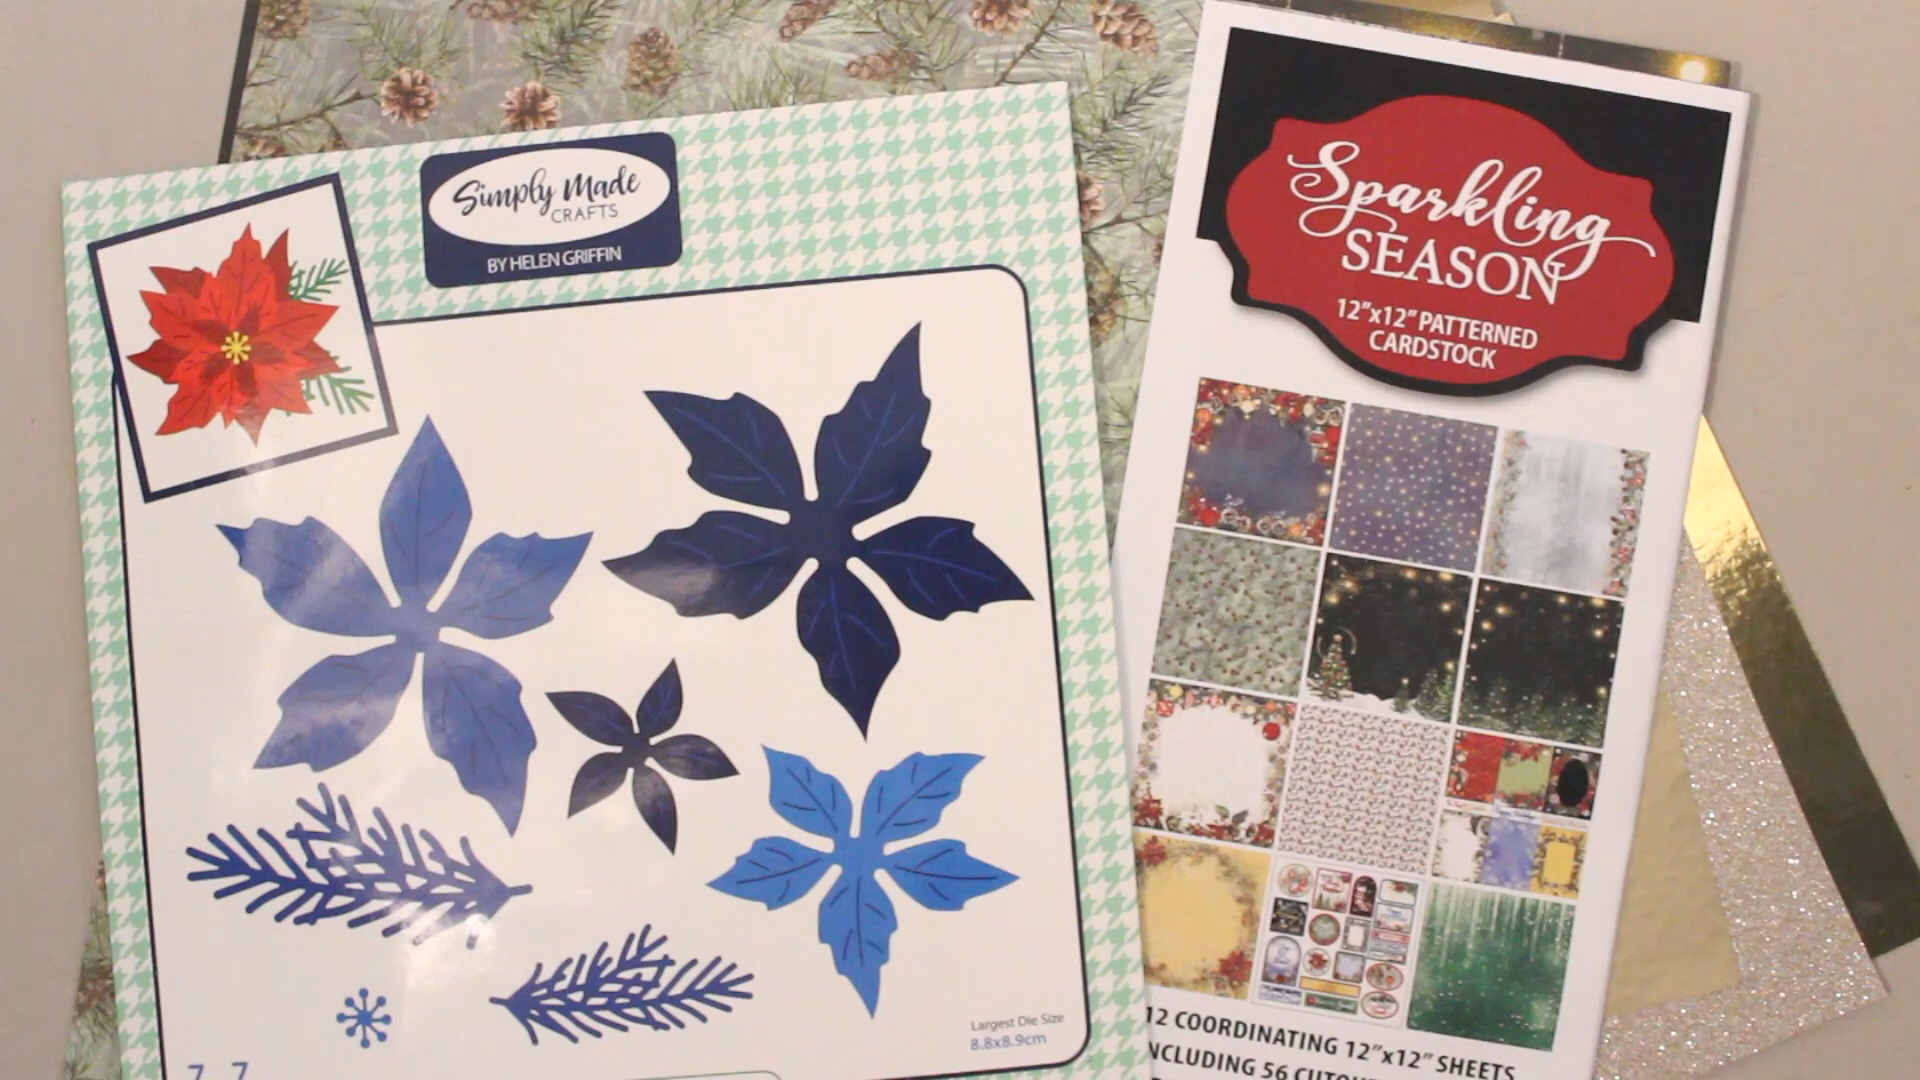 Simply Made
CRAFTS
BY HELEN GRIFFIN
Largest Die Size
8.8x8.9cm
Sparkling
SEASON
12"x12" PATTERNED
CARDSTOCK
12 COORDINATING 12"x12" SHEETS
NCLUDING 56